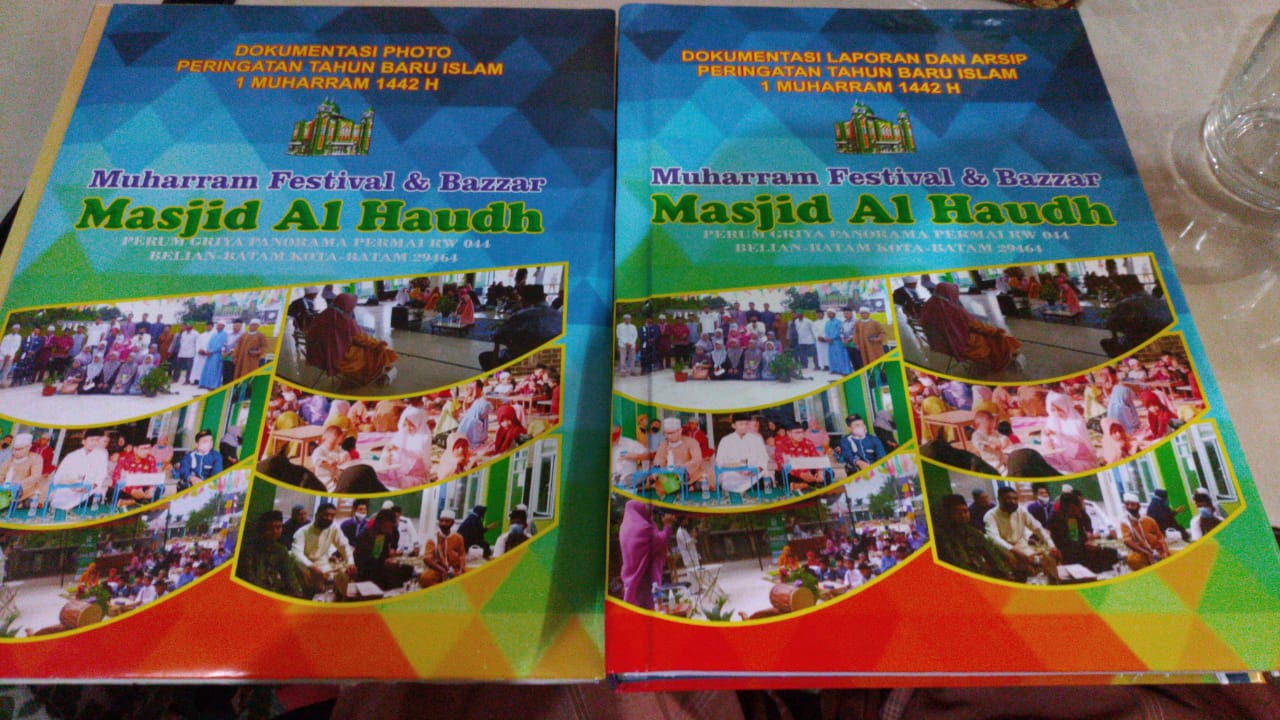 DOKUMENTASI PHOTO
PERINGATAN TAHUN BARU ISLAM
1 MUHARRAM 1442 H
Muharram Festival & Bazzar
Masjid Al Haudh
PERUM GRIYA PANORAMA PERMAI RW 044
BELIAN-BATAM KOTA-BATAM 29464
DOKUMENTASI LAPORAN DAN ARSIP
PERINGATAN TAHUN BARU ISLAM
1 MUHARRAM 1442 H
Muharram Festival & Bazzar
Masjid Al Haudh
PERUM GRIYA PANORAMA PERMAI RW 044
BELIAN-BATAM KOTA-BATAM 29464